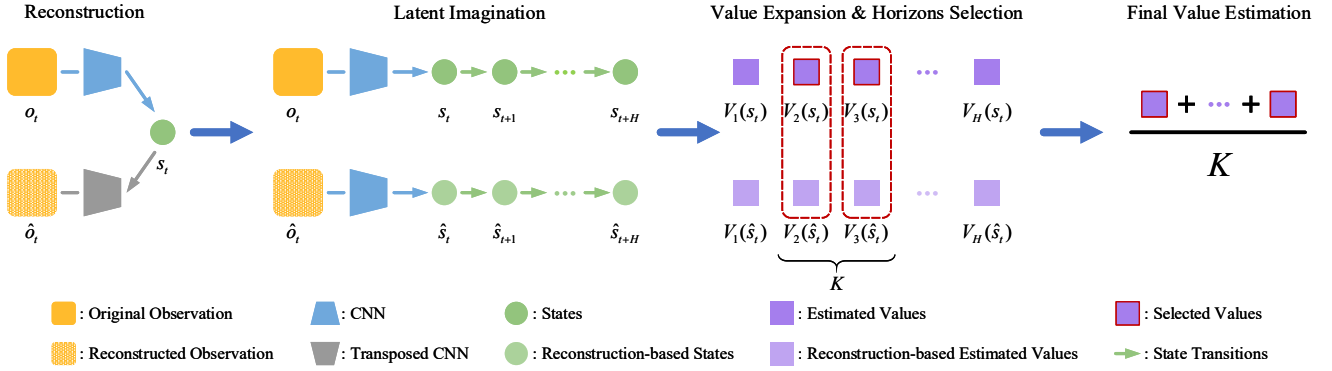 Reconstruction
Latent Imagination
Value Expansion & Horizons Selection
Final Value Estimation
o_t
s_t
ô_t
o_t
s_t
s_{t+1}
s_{t+H}
ô_t
ŝ_t
ŝ_{t+1}
ŝ_{t+H}
V_1(s_t)
V_2(s_t)
V_3(s_t)
V_H(s_t)
V_1(ŝ_t)
V_2(ŝ_t)
V_3(ŝ_t)
V_H(ŝ_t)
K
+ ··· +
K
: Original Observation
: CNN
: States
: Estimated Values
: Selected Values
: Reconstructed Observation
: Transposed CNN
: Reconstruction-based States
: Reconstruction-based Estimated Values
: State Transitions